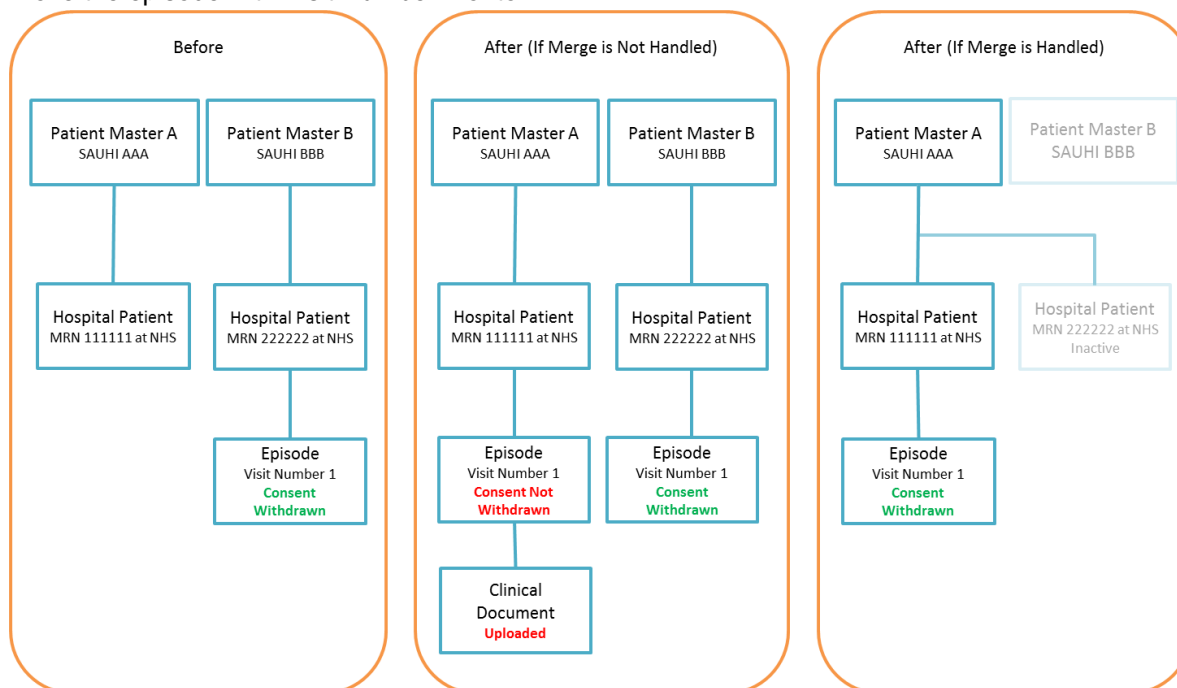 Before
Patient Master A
SAUHI AAA
Patient Master B
SAUHI BBB
Hospital Patient
MRN 111111 at NHS
Hospital Patient
MRN 222222 at NHS
Episode
Visit Number 1
Consent
Withdrawn
After (If Merge is Not Handled)
Patient Master A
SAUHI AAA
Patient Master B
SAUHI BBB
Hospital Patient
MRN 111111 at NHS
Hospital Patient
MRN 222222 at NHS
Episode
Visit Number 1
Consent Not
Withdrawn
Episode
Visit Number 1
Consent
Withdrawn
Clinical
Document
Uploaded
After (If Merge is Handled)
Patient Master A
SAUHI AAA
Patient Master B
SAUHI BBB
Hospital Patient
MRN 111111 at NHS
Hospital Patient
MRN 222222 at NHS
Inactive
Episode
Visit Number 1
Consent
Withdrawn